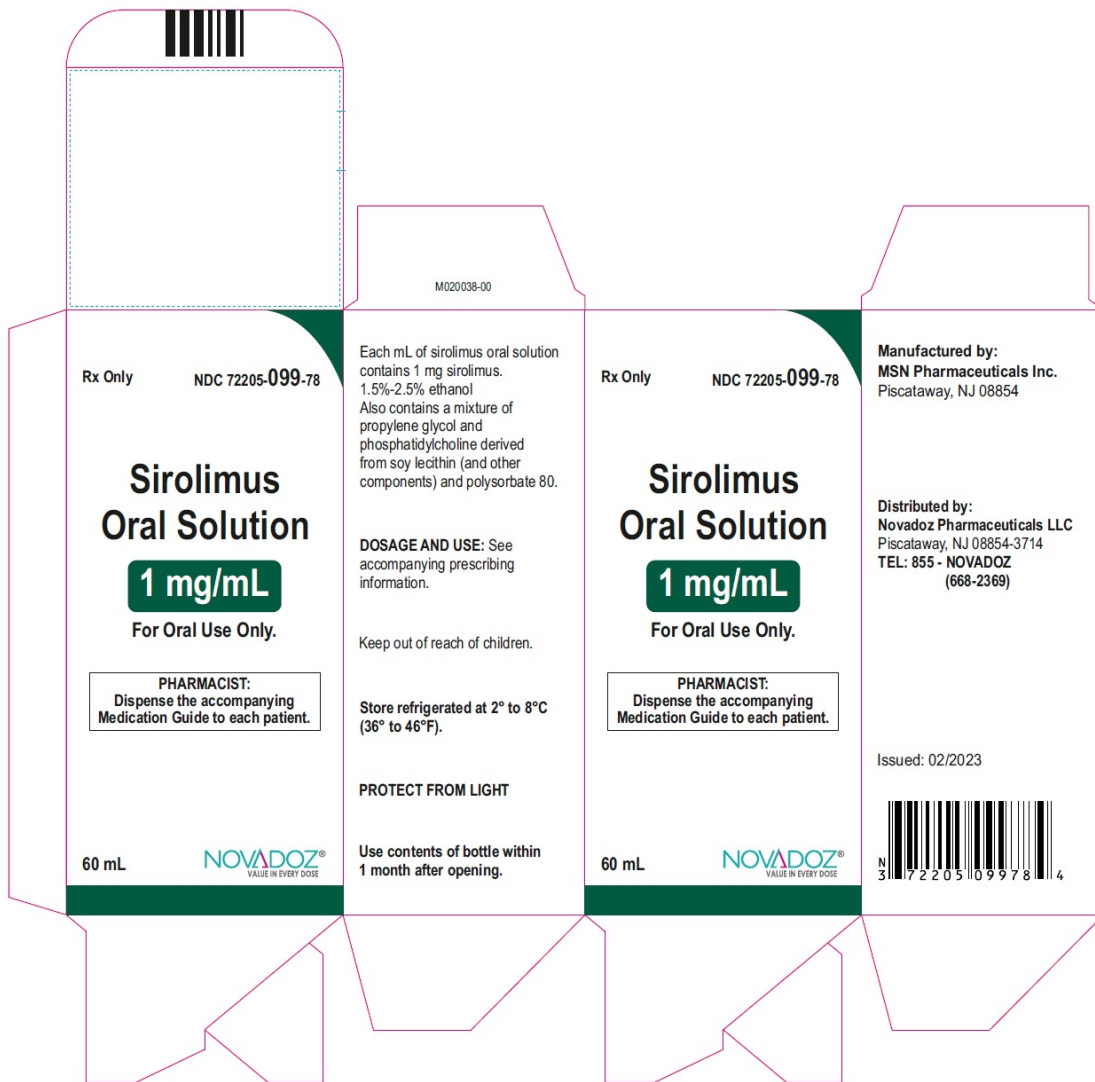 M020038-00
Rx Only NDC 72205-099-78
Sirolimus
Oral Solution
1 mg/mL
For Oral Use Only.
PHARMACIST:
Dispense the accompanying
Medication Guide to each patient.
60 mL
NOVADOZ®
VALUE IN EVERY DOSE
Each mL of sirolimus oral solution
contains 1 mg sirolimus.
1.5%-2.5% ethanol
Also contains a mixture of
propylene glycol and
phosphatidylcholine derived
from soy lecithin (and other
components) and polysorbate 80.
DOSAGE AND USE: See
accompanying prescribing
information.
Keep out of reach of children.
Store refrigerated at 2° to 8°C
(36° to 46°F).
PROTECT FROM LIGHT
Use contents of bottle within
1 month after opening.
Rx Only NDC 72205-099-78
Sirolimus
Oral Solution
1 mg/mL
For Oral Use Only.
PHARMACIST:
Dispense the accompanying
Medication Guide to each patient.
60 mL
NOVADOZ®
VALUE IN EVERY DOSE
Manufactured by:
MSN Pharmaceuticals Inc.
Piscataway, NJ 08854
Distributed by:
Novadoz Pharmaceuticals LLC
Piscataway, NJ 08854-3714
TEL: 855 - NOVADOZ
(668-2369)
Issued: 02/2023
N
3 72205 09978 4